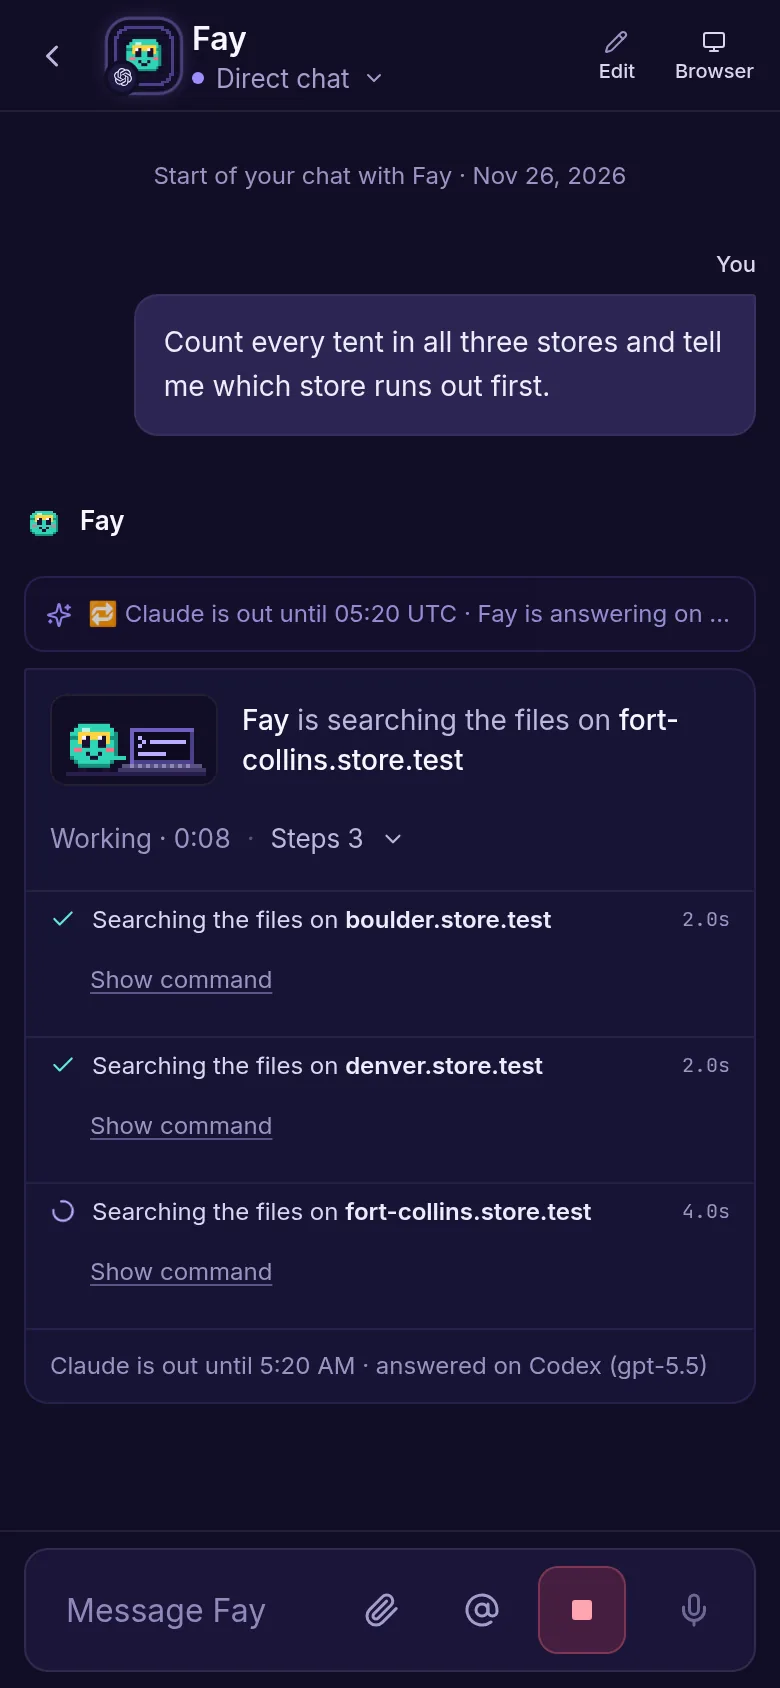 Fay
Direct chat
Edit
Browser
Start of your chat with Fay · Nov 26, 2026
You
Count every tent in all three stores and tell
me which store runs out first.
Fay
🔁 Claude is out until 05:20 UTC · Fay is answering on ...
Fay is searching the files on fort-
collins.store.test
Working · 0:08 · Steps 3
Searching the files on boulder.store.test 2.0s
Show command
Searching the files on denver.store.test 2.0s
Show command
Searching the files on fort-collins.store.test 4.0s
Show command
Claude is out until 5:20 AM · answered on Codex (gpt-5.5)
Message Fay